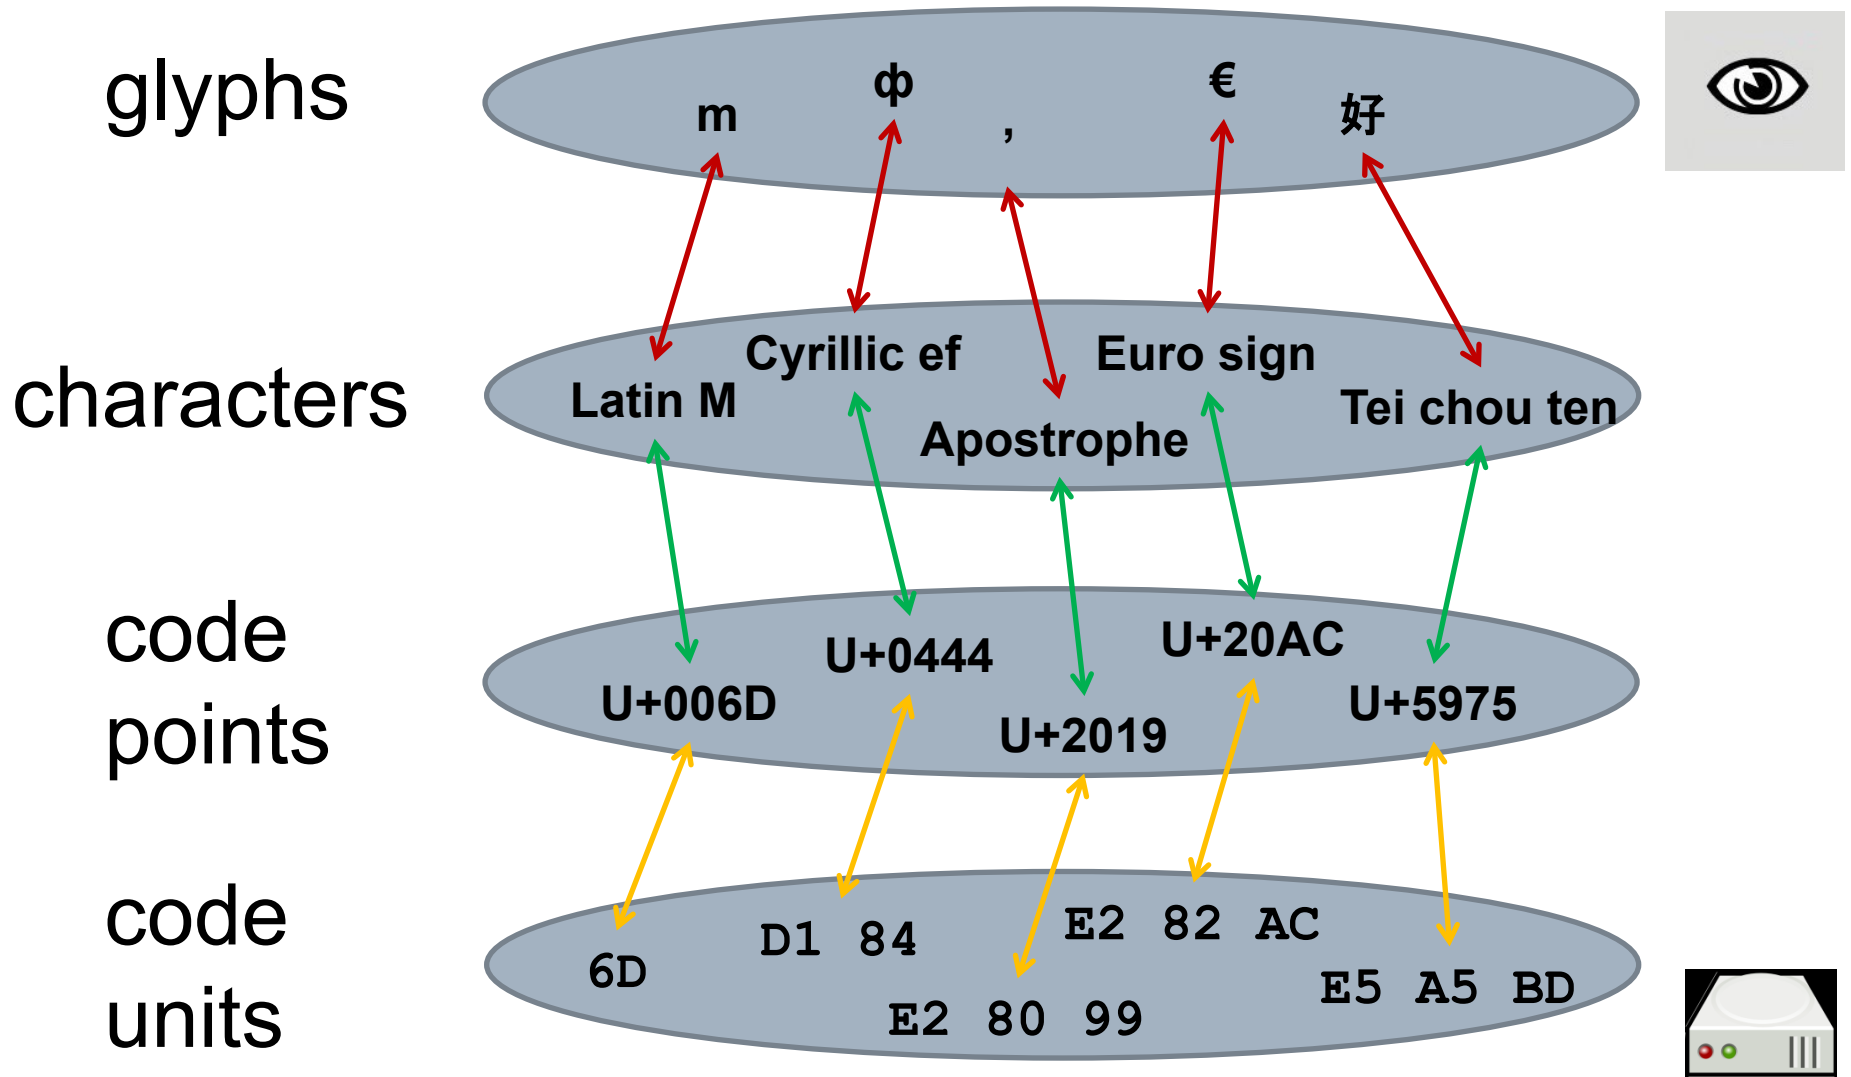 glyphs
m ф ’ € 好
characters
Latin M Cyrillic ef Apostrophe Euro sign Tei chou ten
code
points
U+006D U+0444 U+2019 U+20AC U+5975
code
units
6D D1 84 E2 80 99 E2 82 AC E5 A5 BD